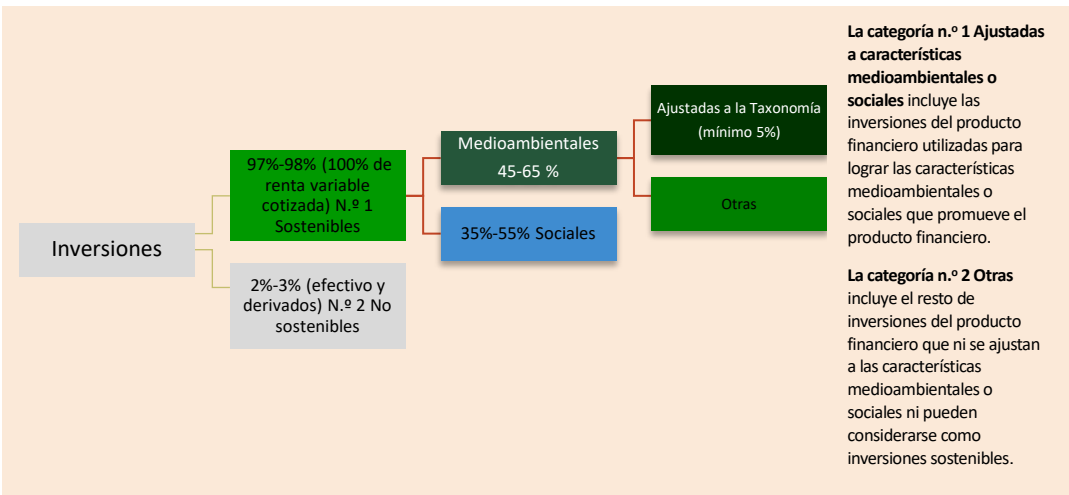 Inversiones
97%-98% (100% de
renta variable
cotizada) N.º 1
Sostenibles
2%-3% (efectivo y
derivados) N.º 2 No
sostenibles
Medioambientales
45-65 %
35%-55% Sociales
Ajustadas a la Taxonomía
(mínimo 5%)
Otras
La categoría n.º 1 Ajustadas
a características
medioambientales o
sociales incluye las
inversiones del producto
financiero utilizadas para
lograr las características
medioambientales o
sociales que promueve el
producto financiero.
La categoría n.º 2 Otras
incluye el resto de
inversiones del producto
financiero que ni se ajustan
a las características
medioambientales o
sociales ni pueden
considerarse como
inversiones sostenibles.